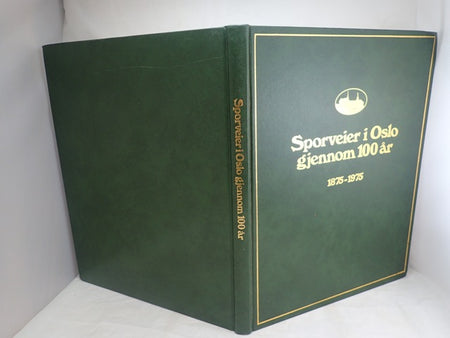 Sporveier i Oslo gjennom 100 år
Sporveier i Oslo
gjennom 100 år
1875-1975